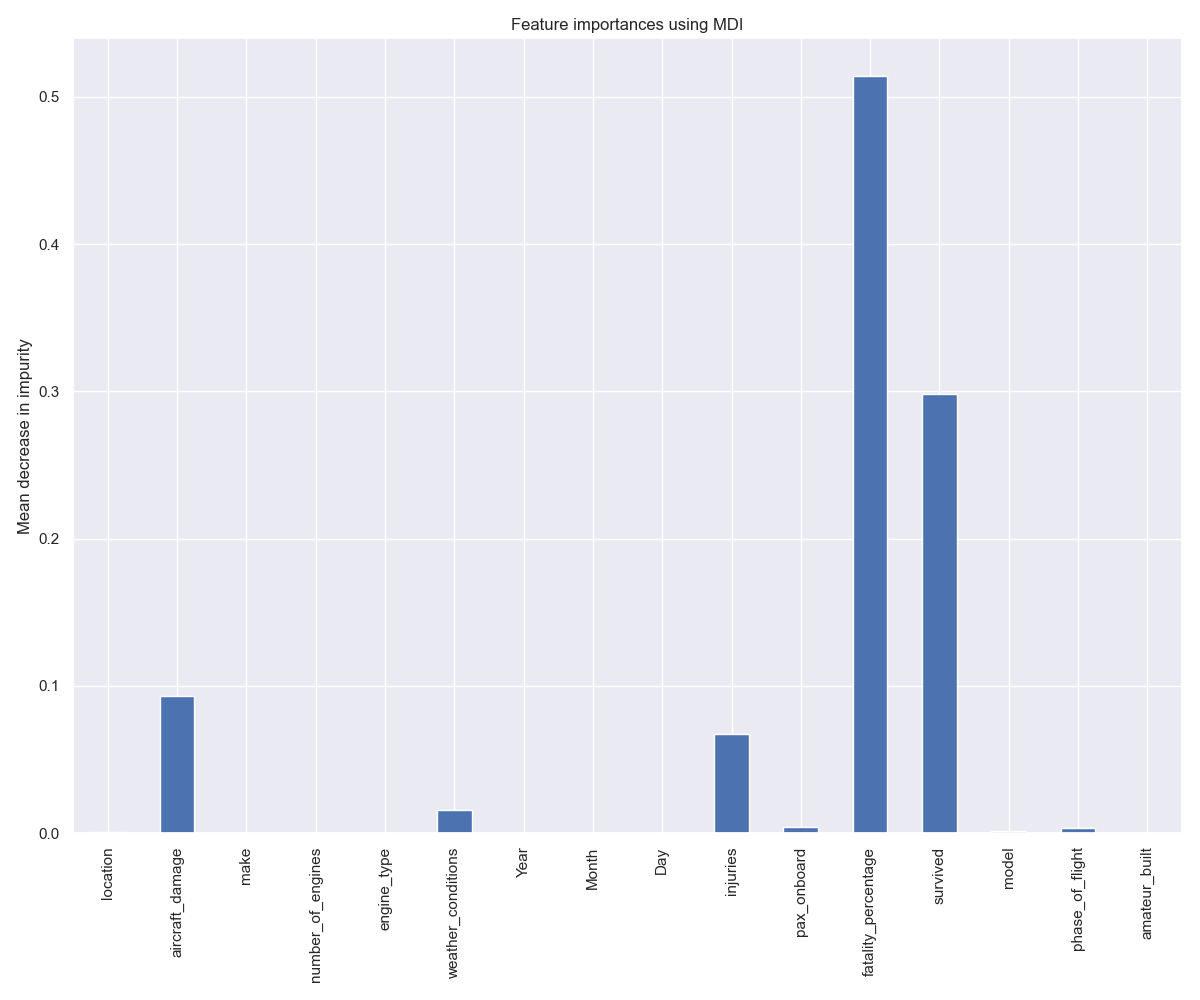 Feature importances using MDI
Mean decrease in impurity
0.5
0.4
0.3
0.2
0.1
0.0
location
aircraft_damage
make
number_of_engines
engine_type
weather_conditions
Year
Month
Day
injuries
pax_onboard
fatality_percentage
survived
model
phase_of_flight
amateur_built